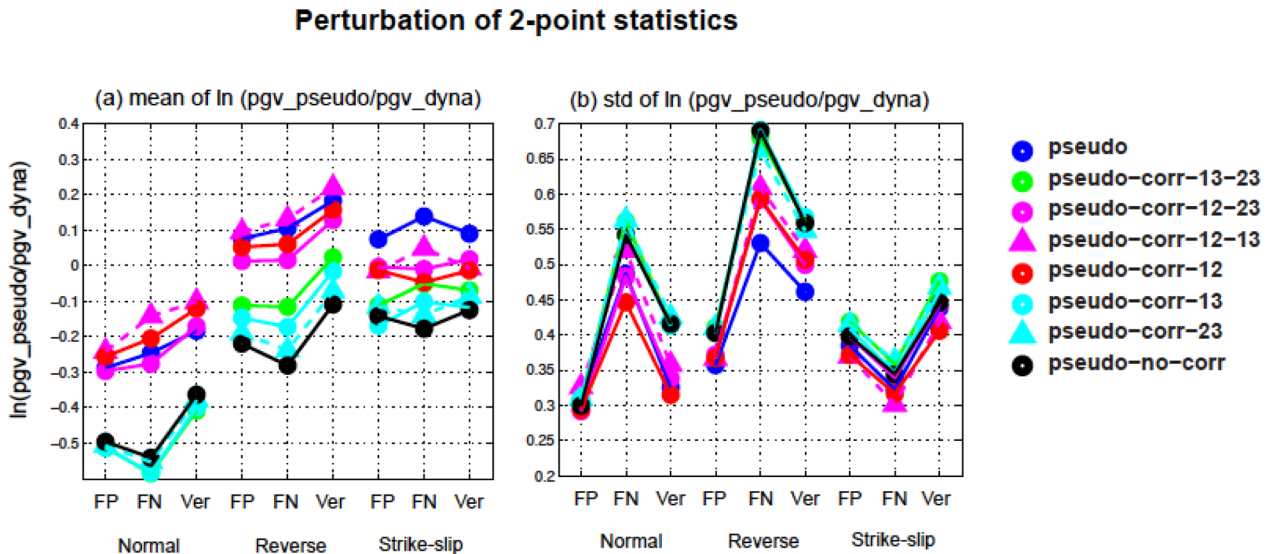 Perturbation of 2-point statistics
(a) mean of ln (pgv_pseudo/pgv_dyna)
(b) std of ln (pgv_pseudo/pgv_dyna)
ln(pgv_pseudo/pgv_dyna)
0.4
0.3
0.2
0.1
0
−0.1
−0.2
−0.3
−0.4
−0.5
FP FN Ver FP FN Ver FP FN Ver
Normal Reverse Strike-slip
0.7
0.65
0.6
0.55
0.5
0.45
0.4
0.35
0.3
0.25
0.2
FP FN Ver FP FN Ver FP FN Ver
Normal Reverse Strike-slip
pseudo
pseudo−corr−13−23
pseudo−corr−12−23
pseudo−corr−12−13
pseudo−corr−12
pseudo−corr−13
pseudo−corr−23
pseudo−no−corr